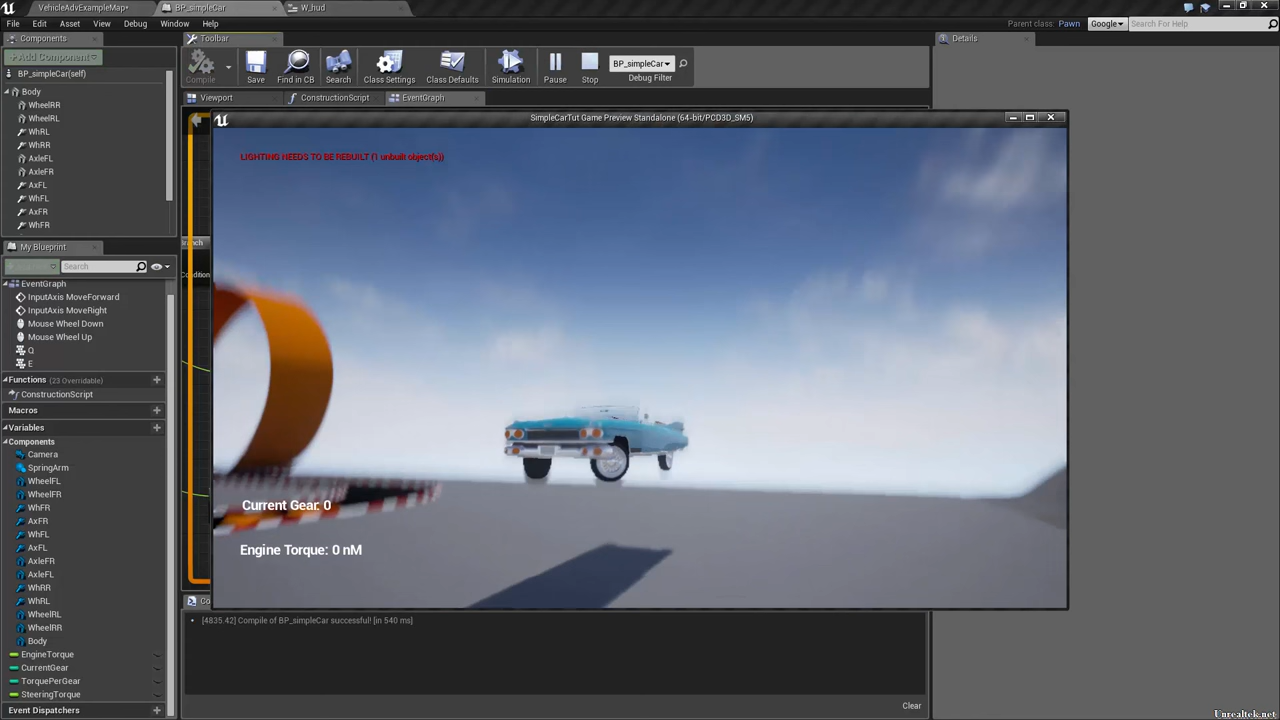 VehicleAdvExampleMap*
BP_simpleCar
W_hud
File Edit Asset View Debug Window Help
Parent class: Pawn
Google
Search For Help
Components
Toolbar
Details
Add Component
BP_simpleCar(self)
Compile
Save
Find in CB
Search
Class Settings
Class Defaults
Simulation
Pause
Stop
BP_simpleCar
Debug Filter
Body
WheelRR
WheelRL
WhRL
WhRR
AxleFL
AxleFR
AxFL
WhFL
AxFR
WhFR
Viewport
ConstructionScript
EventGraph
SimpleCarTut Game Preview Standalone (64-bit/PCD3D_SM5)
LIGHTING NEEDS TO BE REBUILT (1 unbuilt object(s))
My Blueprint
Search
EventGraph
InputAxis MoveForward
InputAxis MoveRight
Mouse Wheel Down
Mouse Wheel Up
Q
E
Functions (23 Overridable)
ConstructionScript
Macros
Variables
Components
Camera
SpringArm
WheelFL
WheelFR
WhFR
AxFR
WhFL
AxFL
AxleFR
AxleFL
WhRR
WhRL
WheelRL
WheelRR
Body
EngineTorque
CurrentGear
TorquePerGear
SteeringTorque
Event Dispatchers
Current Gear: 0
Engine Torque: 0 nM
[4835.42] Compile of BP_simpleCar successful! [in 540 ms]
Clear
Unrealtek.net